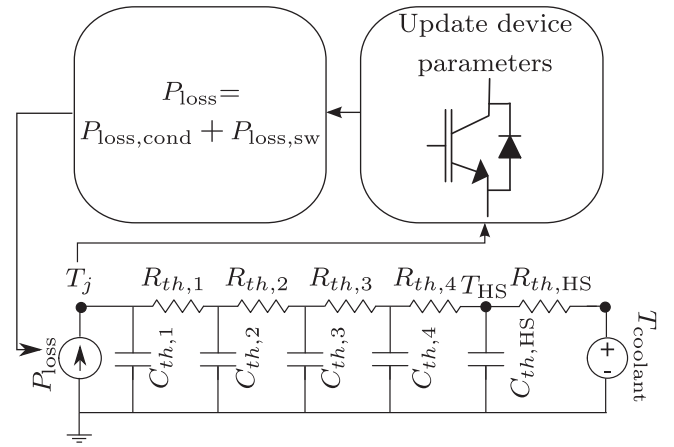 Update device
parameters
P_loss=
P_loss,cond + P_loss,sw
T_j
R_th,1
R_th,2
R_th,3
R_th,4
T_HS
R_th,HS
P_loss
C_th,1
C_th,2
C_th,3
C_th,4
C_th,HS
+
-
T_coolant